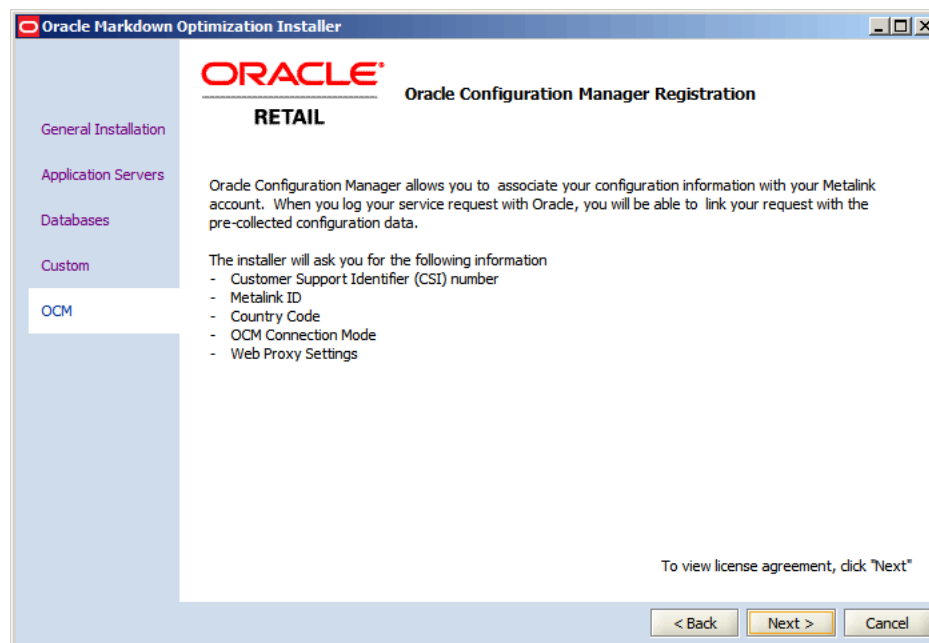 Oracle Markdown Optimization Installer
ORACLE
RETAIL
Oracle Configuration Manager Registration
General Installation
Application Servers
Databases
Custom
OCM
Oracle Configuration Manager allows you to associate your configuration information with your Metalink
account. When you log your service request with Oracle, you will be able to link your request with the
pre-collected configuration data.
The installer will ask you for the following information
- Customer Support Identifier (CSI) number
- Metalink ID
- Country Code
- OCM Connection Mode
- Web Proxy Settings
To view license agreement, click "Next"
< Back
Next >
Cancel